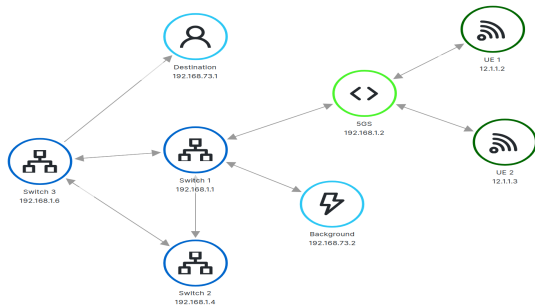 UE 1
12.1.1.2
Destination
192.168.73.1
5GS
192.168.1.2
UE 2
12.1.1.3
Switch 1
192.168.1.1
Switch 3
192.168.1.6
Background
192.168.73.2
Switch 2
192.168.1.4